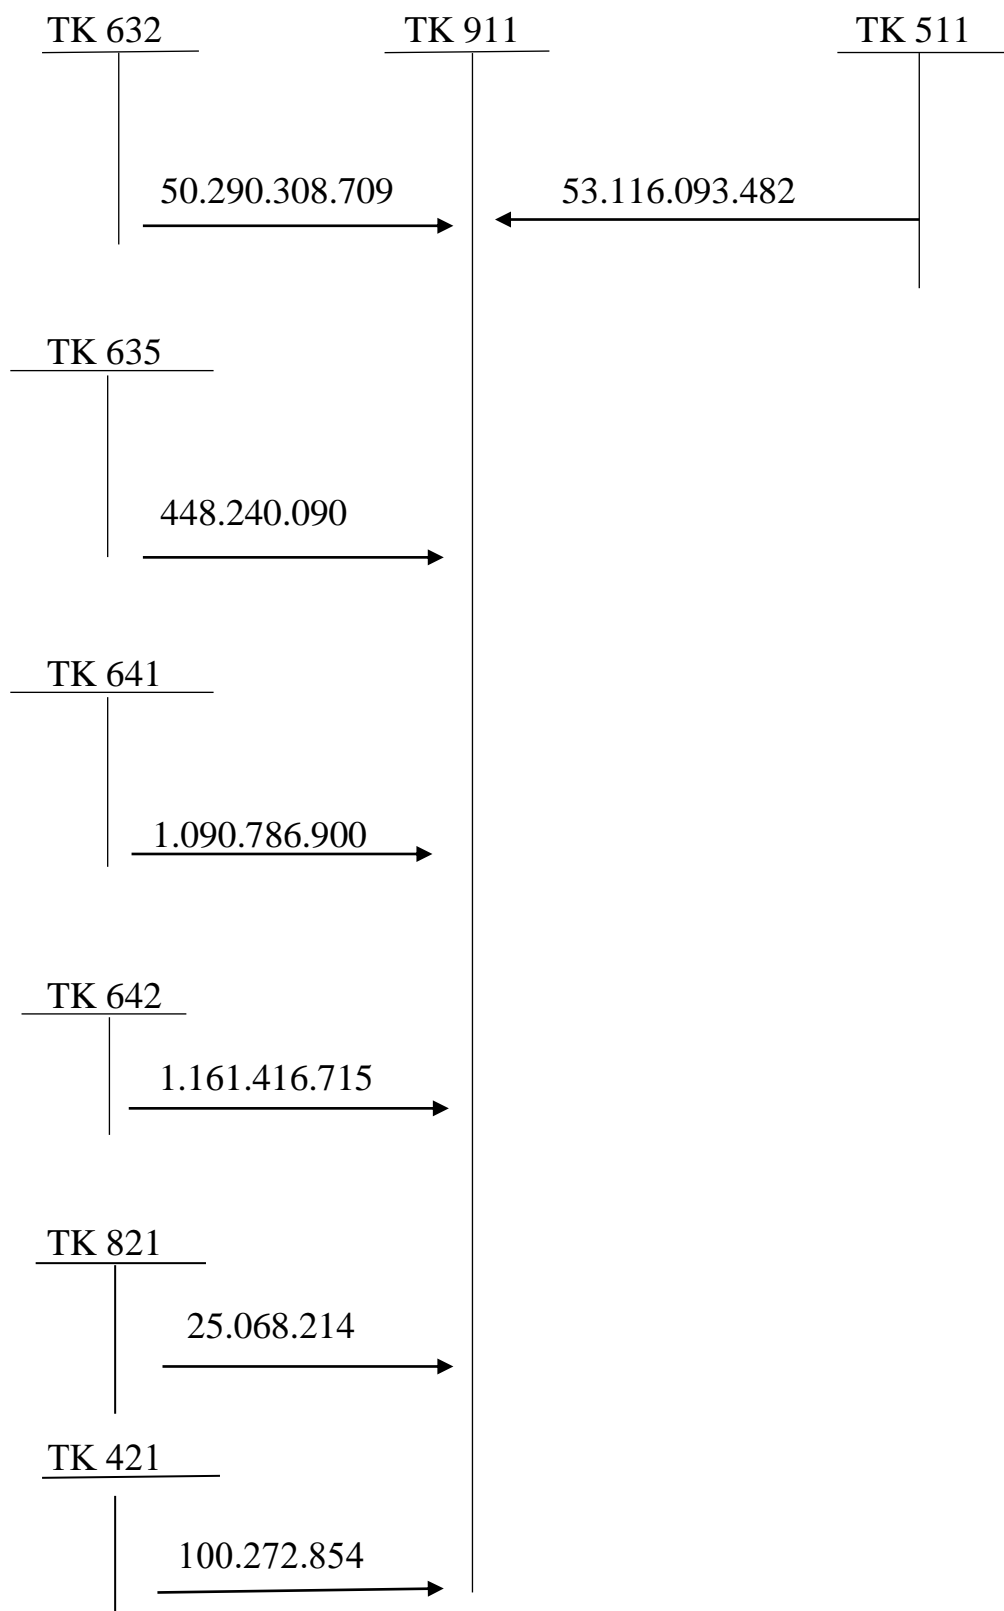 TK 632 TK 911 TK 511
50.290.308.709 53.116.093.482
TK 635
448.240.090
TK 641
1.090.786.900
TK 642
1.161.416.715
TK 821
25.068.214
TK 421
100.272.854